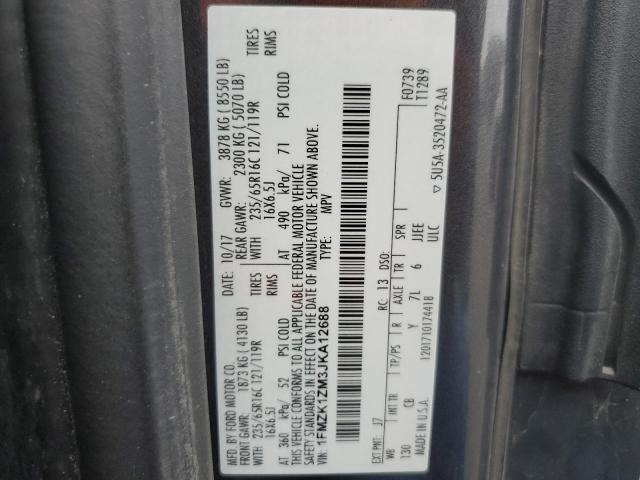 MFD. BY FORD MOTOR CO.
DATE: 10/17 GVWR: 3878 KG ( 8550 LB)
FRONT GAWR: 1873 KG ( 4130 LB) REAR GAWR: 2300 KG ( 5070 LB)
WITH 235/65R16C 121/119R TIRES WITH 235/65R16C 121/119R TIRES
16X6.5J RIMS 16X6.5J RIMS
AT 360 kPa/ 52 PSI COLD AT 490 kPa/ 71 PSI COLD
THIS VEHICLE CONFORMS TO ALL APPLICABLE FEDERAL MOTOR VEHICLE
SAFETY STANDARDS IN EFFECT ON THE DATE OF MANUFACTURE SHOWN ABOVE.
VIN: 1FMZK1ZM3JKA12688 TYPE: MPV
F0739
T1289
EXT PNT: J7 RC: 13 DSO:
WB INT TR TP/PS R AXLE TR SPR
130 CB Y 7L 6 JJEE
MADE IN U.S.A. 1201710174418 ULC
▽ 5U5A-3520472-AA